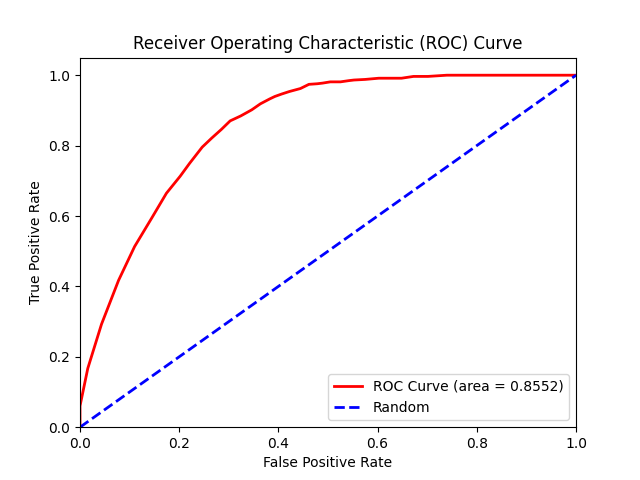 Receiver Operating Characteristic (ROC) Curve
True Positive Rate
1.0
0.8
0.6
0.4
0.2
0.0
0.0 0.2 0.4 0.6 0.8 1.0
False Positive Rate
ROC Curve (area = 0.8552)
Random